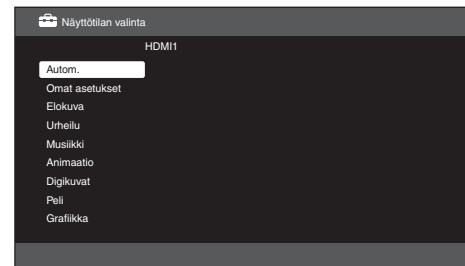 Näyttötilan valinta
HDMI1
Autom.
Omat asetukset
Elokuva
Urheilu
Musiikki
Animaatio
Digikuvat
Peli
Grafiikka